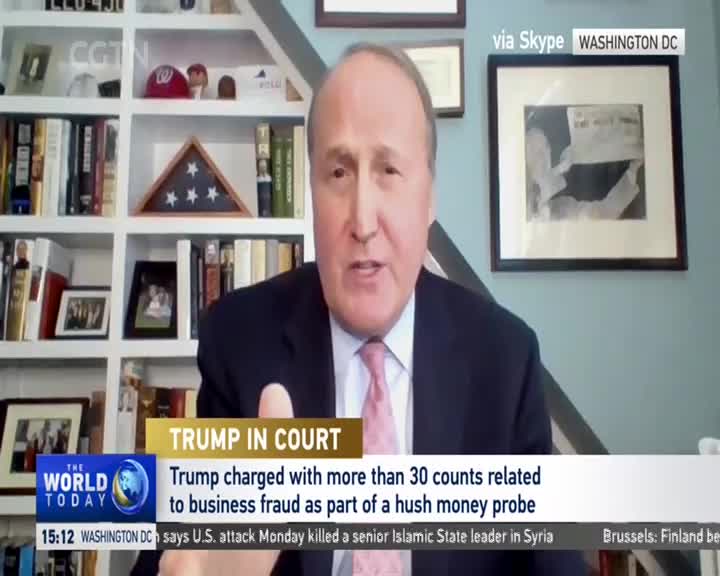 CGTN
via Skype
WASHINGTON DC
TRUMP IN COURT
Trump charged with more than 30 counts related
to business fraud as part of a hush money probe
THE
WORLD
TODAY
15:12 WASHINGTON DC
says U.S. attack Monday killed a senior Islamic State leader in Syria
Brussels: Finland be